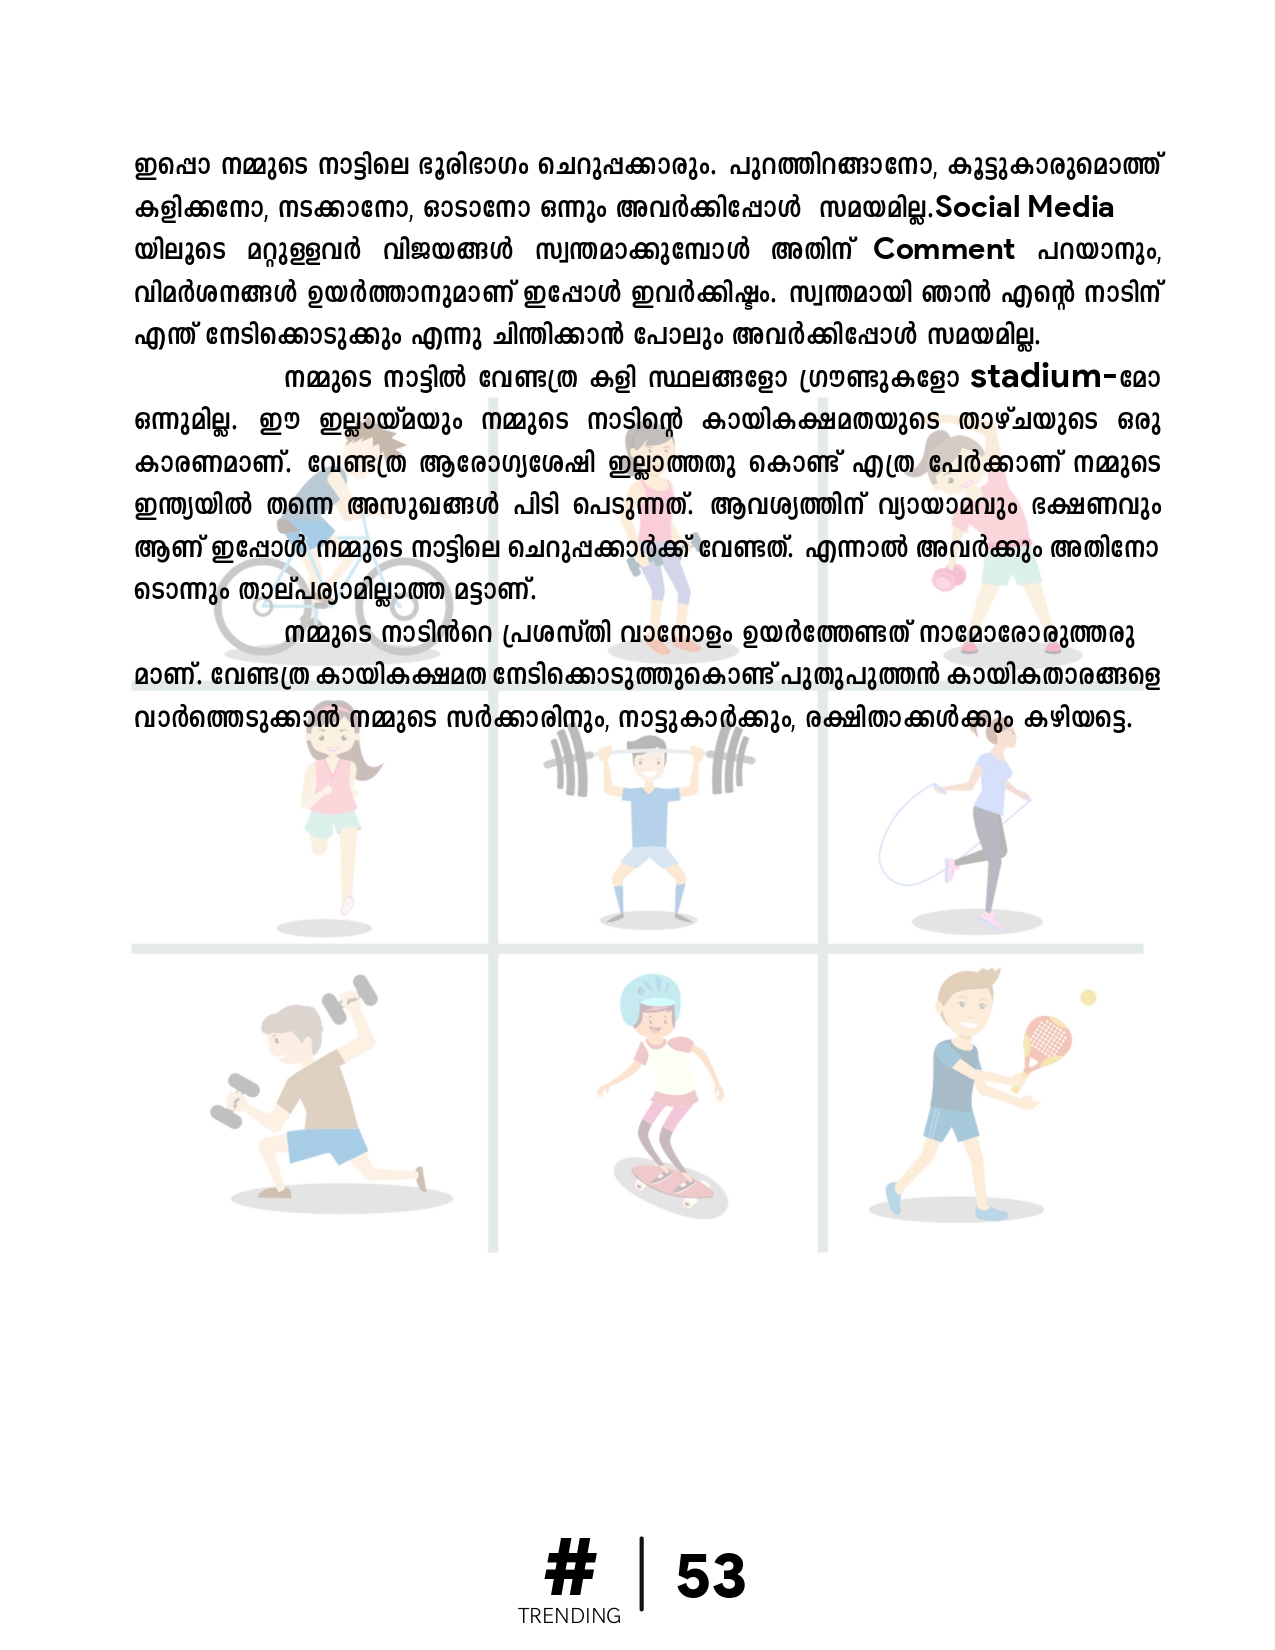 ഇപ്പൊ നമ്മുടെ നാട്ടിലെ ഭൂരിഭാഗം ചെറുപ്പക്കാരും. പുറത്തിറങ്ങാനോ, കൂട്ടുകാരുമൊത്ത്
കളിക്കനോ, നടക്കാനോ, ഓടാനോ ഒന്നും അവർക്കിപ്പോൾ സമയമില്ല.Social Media
യിലൂടെ മറ്റുള്ളവർ വിജയങ്ങൾ സ്വന്തമാക്കുമ്പോൾ അതിന് Comment പറയാനും,
വിമർശനങ്ങൾ ഉയർത്താനുമാണ് ഇപ്പോൾ ഇവർക്കിഷ്ടം. സ്വന്തമായി ഞാൻ എന്റെ നാടിന്
എന്ത് നേടിക്കൊടുക്കും എന്നു ചിന്തിക്കാൻ പോലും അവർക്കിപ്പോൾ സമയമില്ല.
നമ്മുടെ നാട്ടിൽ വേണ്ടത്ര കളി സ്ഥലങ്ങളോ ഗ്രൗണ്ടുകളോ stadium-മോ
ഒന്നുമില്ല. ഈ ഇല്ലായ്മയും നമ്മുടെ നാടിന്റെ കായികക്ഷമതയുടെ താഴ്ചയുടെ ഒരു
കാരണമാണ്. വേണ്ടത്ര ആരോഗ്യശേഷി ഇല്ലാത്തതു കൊണ്ട് എത്ര പേർക്കാണ് നമ്മുടെ
ഇന്ത്യയിൽ തന്നെ അസുഖങ്ങൾ പിടി പെടുന്നത്. ആവശ്യത്തിന് വ്യായാമവും ഭക്ഷണവും
ആണ് ഇപ്പോൾ നമ്മുടെ നാട്ടിലെ ചെറുപ്പക്കാർക്ക് വേണ്ടത്. എന്നാൽ അവർക്കും അതിനോ
ടൊന്നും താല്പര്യാമില്ലാത്ത മട്ടാണ്.
നമ്മുടെ നാടിൻറെ പ്രശസ്തി വാനോളം ഉയർത്തേണ്ടത് നാമോരോരുത്തരു
മാണ്. വേണ്ടത്ര കായികക്ഷമത നേടിക്കൊടുത്തുകൊണ്ട് പുതുപുത്തൻ കായികതാരങ്ങളെ
വാർത്തെടുക്കാൻ നമ്മുടെ സർക്കാരിനും, നാട്ടുകാർക്കും, രക്ഷിതാക്കൾക്കും കഴിയട്ടെ.
# | 53
TRENDING